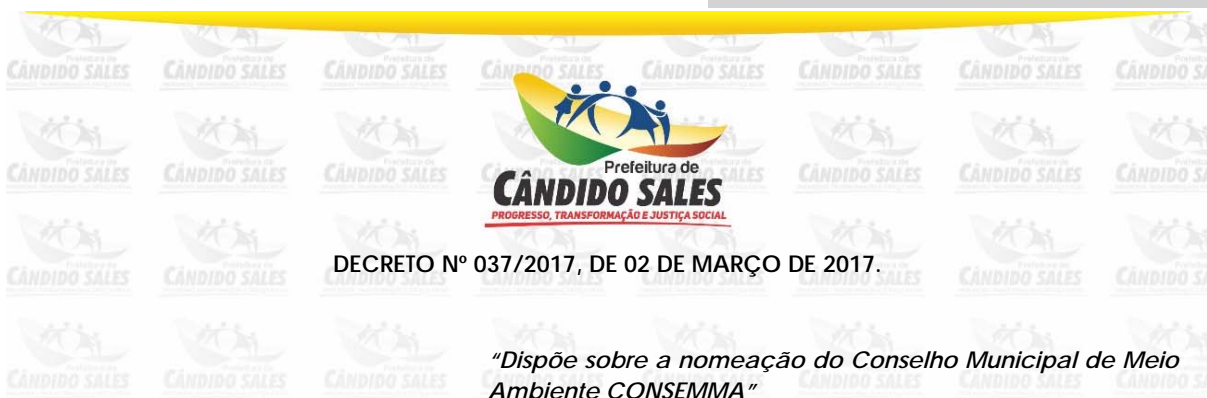 Prefeitura de
CÂNDIDO SALES
PROGRESSO, TRANSFORMAÇÃO E JUSTIÇA SOCIAL
DECRETO Nº 037/2017, DE 02 DE MARÇO DE 2017.
“Dispõe sobre a nomeação do Conselho Municipal de Meio
Ambiente CONSEMMA”